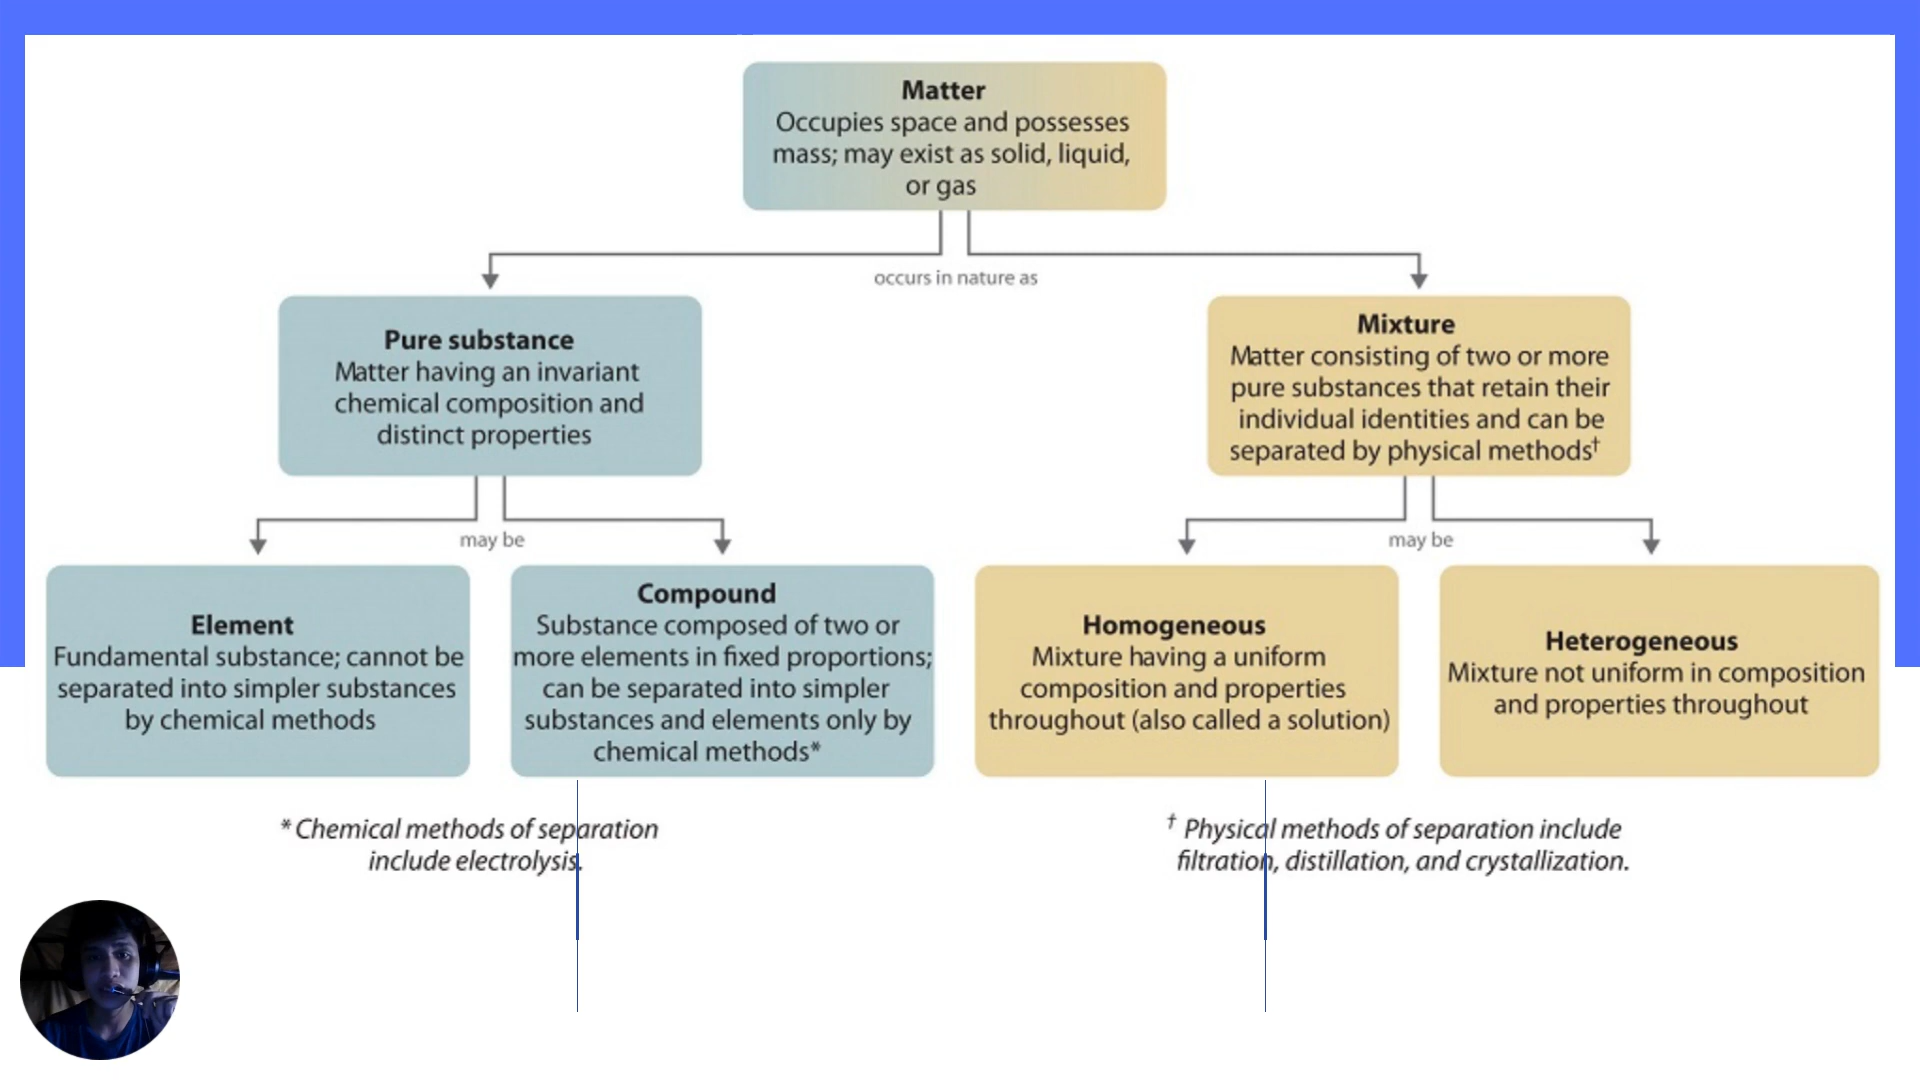 Matter
Occupies space and possesses
mass; may exist as solid, liquid,
or gas
occurs in nature as
Pure substance
Matter having an invariant
chemical composition and
distinct properties
Mixture
Matter consisting of two or more
pure substances that retain their
individual identities and can be
separated by physical methods†
may be
may be
Element
Fundamental substance; cannot be
separated into simpler substances
by chemical methods
Compound
Substance composed of two or
more elements in fixed proportions;
can be separated into simpler
substances and elements only by
chemical methods*
Homogeneous
Mixture having a uniform
composition and properties
throughout (also called a solution)
Heterogeneous
Mixture not uniform in composition
and properties throughout
* Chemical methods of separation
include electrolysis.
† Physical methods of separation include
filtration, distillation, and crystallization.